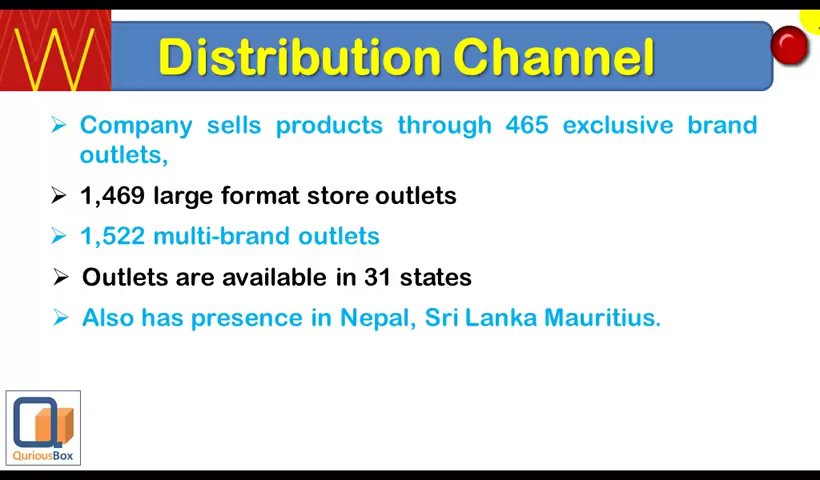 W
Distribution Channel
Company sells products through 465 exclusive brand
outlets,
1,469 large format store outlets
1,522 multi-brand outlets
Outlets are available in 31 states
Also has presence in Nepal, Sri Lanka Mauritius.
QuriousBox